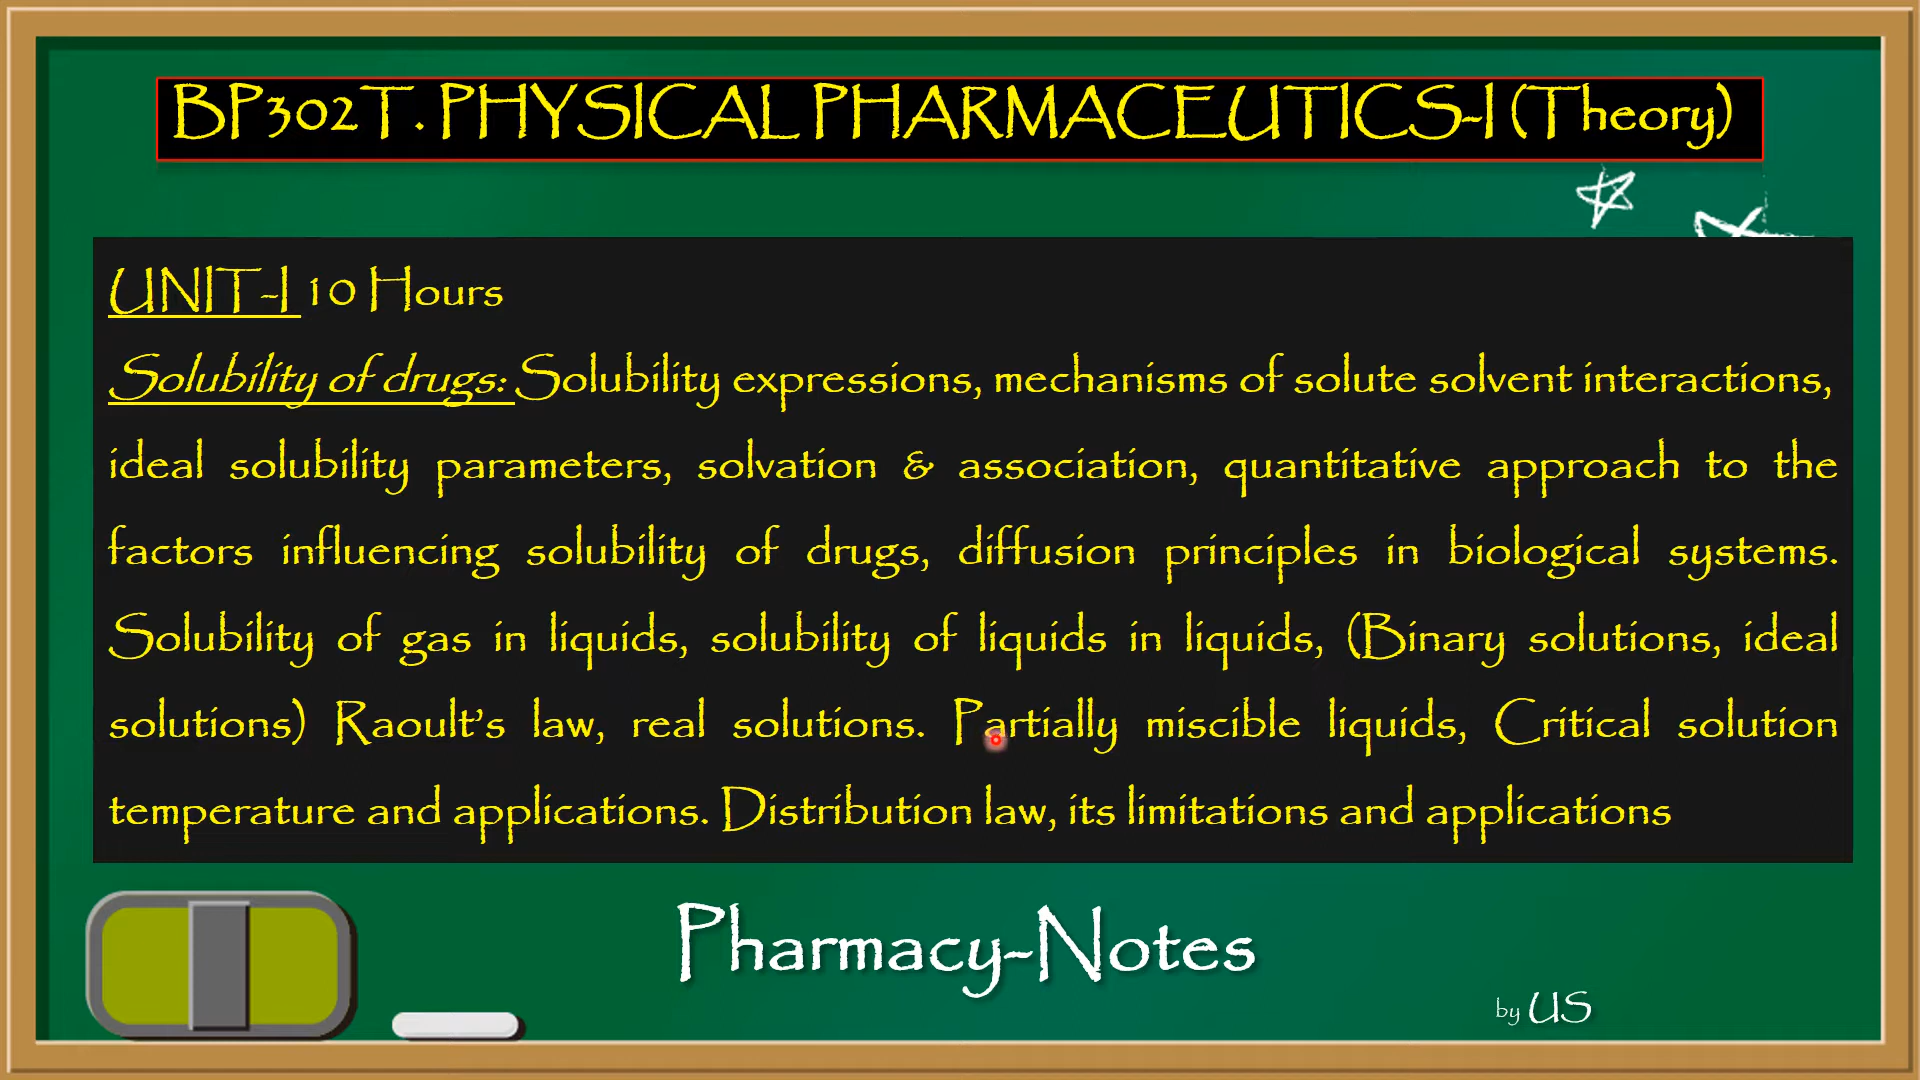 BP302T. PHYSICAL PHARMACEUTICS-I (Theory)
UNIT-I 10 Hours
Solubility of drugs: Solubility expressions, mechanisms of solute solvent interactions,
ideal solubility parameters, solvation & association, quantitative approach to the
factors influencing solubility of drugs, diffusion principles in biological systems.
Solubility of gas in liquids, solubility of liquids in liquids, (Binary solutions, ideal
solutions) Raoult's law, real solutions. Partially miscible liquids, Critical solution
temperature and applications. Distribution law, its limitations and applications
Pharmacy-Notes
by US